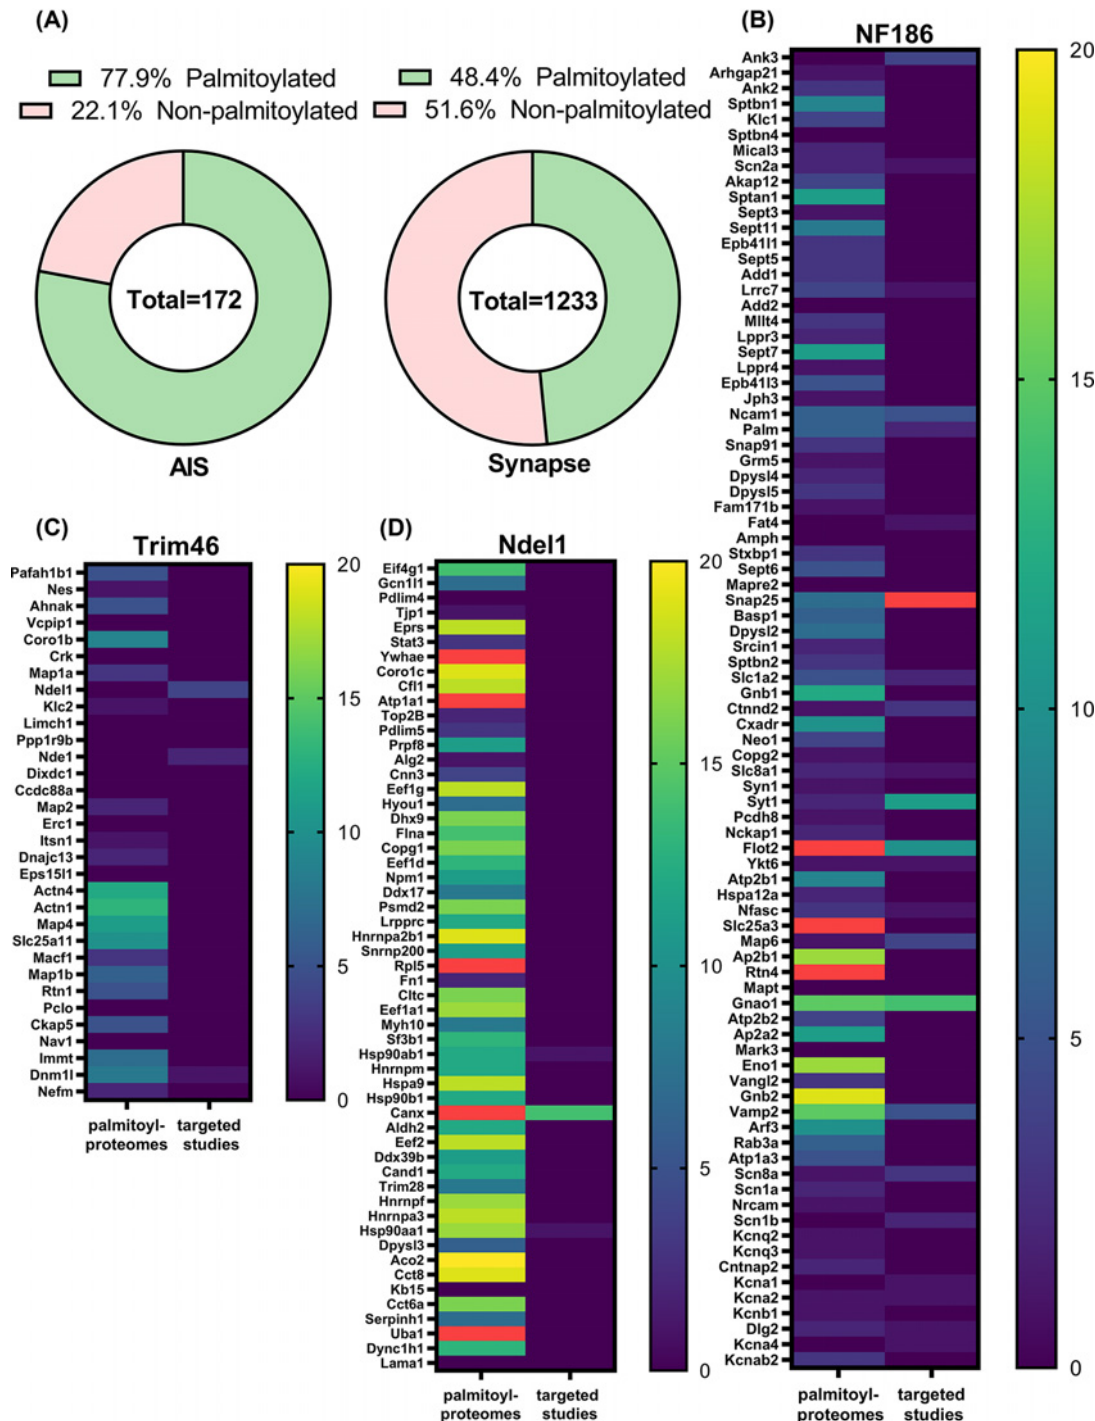 (A)
77.9% Palmitoylated
22.1% Non-palmitoylated
Total=172
AIS
48.4% Palmitoylated
51.6% Non-palmitoylated
Total=1233
Synapse
(B)
NF186
Ank3
Arhgap21
Ank2
Sptbn1
Klc1
Sptbn4
Mical3
Scn2a
Akap12
Sptan1
Sept3
Sept11
Epb41l1
Sept5
Add1
Lrrc7
Add2
Mllt4
Lppr3
Sept7
Lppr4
Epb41l3
Jph3
Ncam1
Palm
Snap91
Grm5
Dpysl4
Dpysl5
Fam171b
Fat4
Amph
Stxbp1
Sept6
Mapre2
Snap25
Basp1
Dpysl2
Srcin1
Sptbn2
Slc1a2
Gnb1
Ctnnd2
Cxadr
Neo1
Copg2
Slc8a1
Syn1
Syt1
Pcdh8
Nckap1
Flot2
Ykt6
Atp2b1
Hspa12a
Nfasc
Slc25a3
Map6
Ap2b1
Rtn4
Mapt
Gnao1
Atp2b2
Ap2a2
Mark3
Eno1
Vangl2
Gnb2
Vamp2
Arf3
Rab3a
Atp1a3
Scn8a
Scn1a
Nrcam
Scn1b
Kcnq2
Kcnq3
Cntnap2
Kcna1
Kcna2
Kcnb1
Dlg2
Kcna4
Kcnab2
palmitoyl-
proteomes
targeted
studies
20
15
10
5
0
(C)
Trim46
Pafah1b1
Nes
Ahnak
Vcpip1
Coro1b
Crk
Map1a
Ndel1
Klc2
Limch1
Ppp1r9b
Nde1
Dixdc1
Ccdc88a
Map2
Erc1
Itsn1
Dnajc13
Eps15l1
Actn4
Actn1
Map4
Slc25a11
Macf1
Map1b
Rtn1
Pclo
Ckap5
Nav1
Immt
Dnm1l
Nefm
palmitoyl-
proteomes
targeted
studies
20
15
10
5
0
(D)
Ndel1
Eif4g1
Gcn1l1
Pdlim4
Tjp1
Eprs
Stat3
Ywhae
Coro1c
Cfl1
Atp1a1
Top2B
Pdlim5
Prpf8
Alg2
Cnn3
Eef1g
Hyou1
Dhx9
Flna
Copg1
Eef1d
Npm1
Ddx17
Psmd2
Lrpprc
Hnrnpa2b1
Snrnp200
Rpl5
Fn1
Cltc
Eef1a1
Myh10
Sf3b1
Hsp90ab1
Hnrnpm
Hspa9
Hsp90b1
Canx
Aldh2
Eef2
Ddx39b
Cand1
Trim28
Hnrnpf
Hnrnpa3
Hsp90aa1
Dpysl3
Aco2
Cct8
Kb15
Cct6a
Serpinh1
Uba1
Dync1h1
Lama1
palmitoyl-
proteomes
targeted
studies
20
15
10
5
0